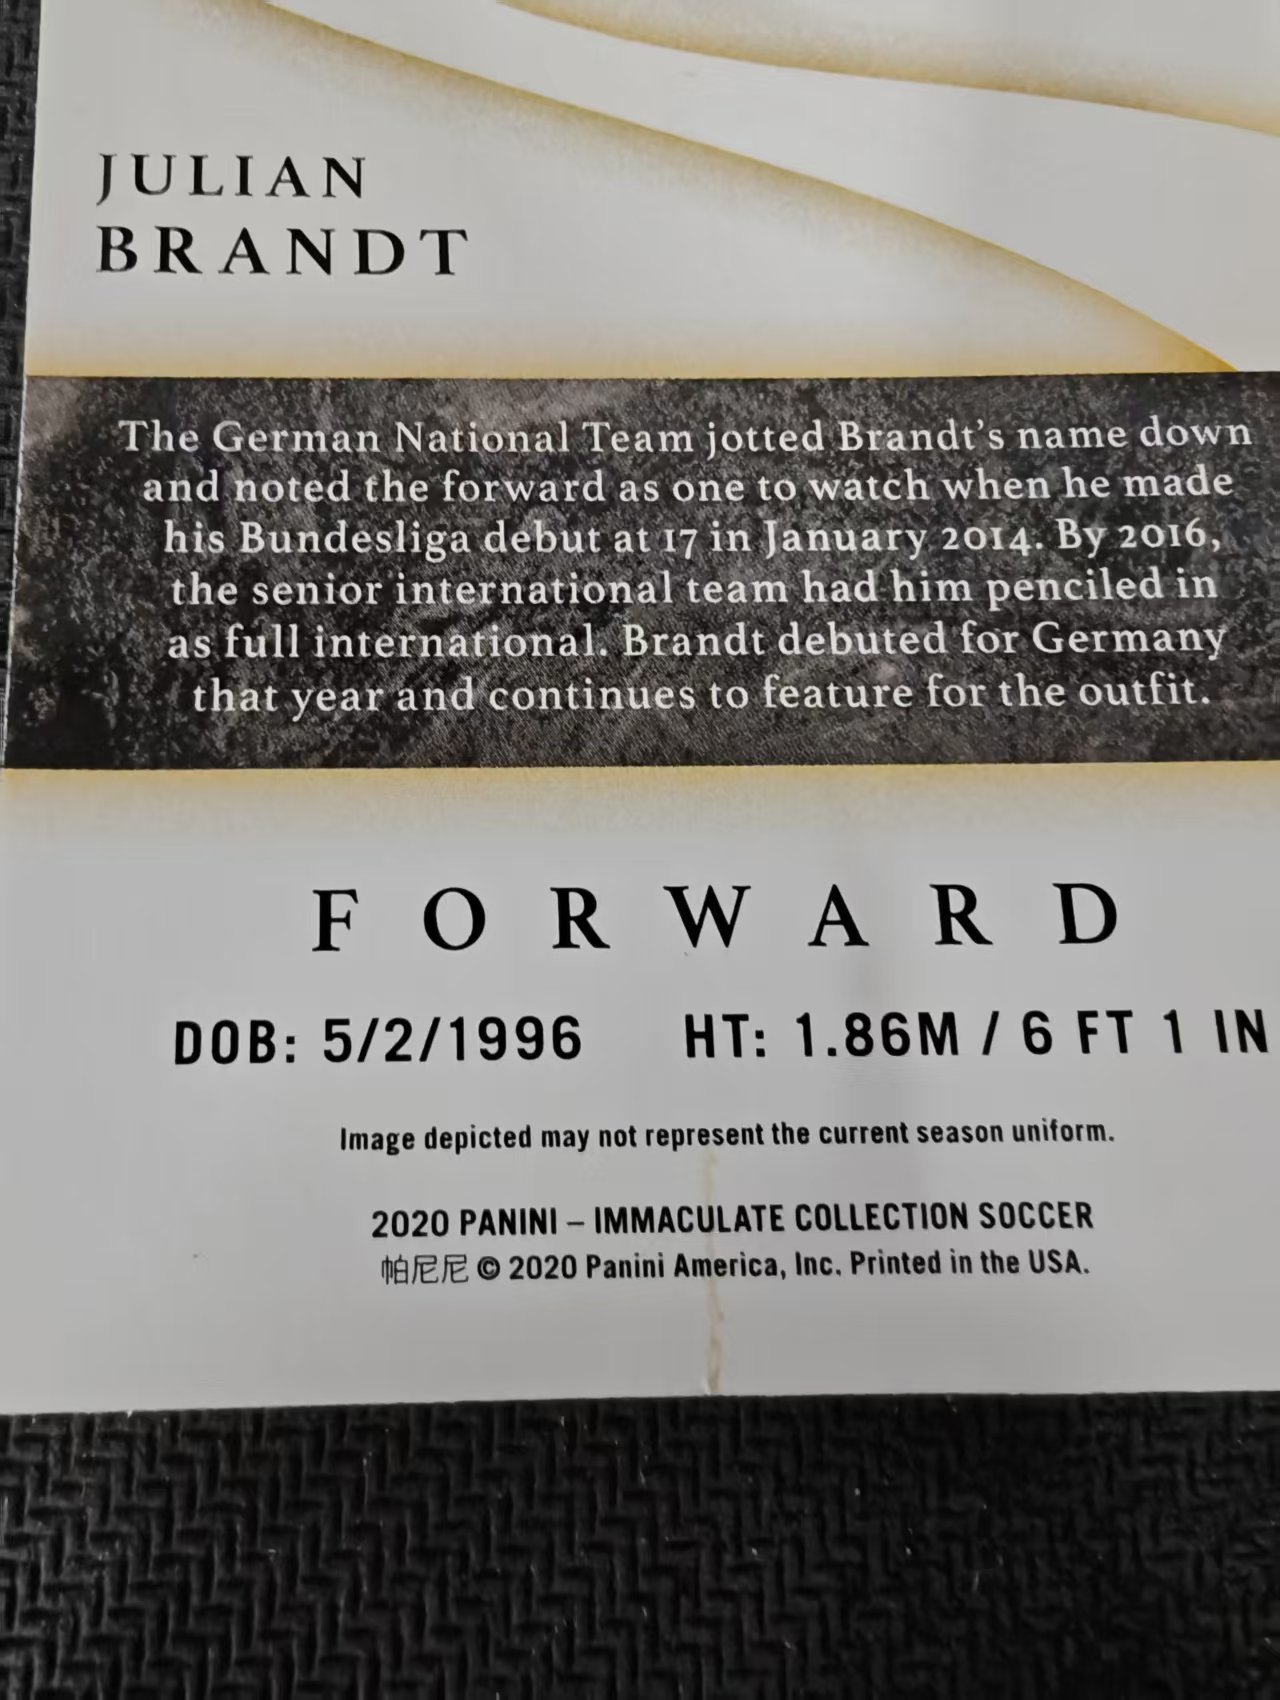 JULIAN
BRANDT
The German National Team jotted Brandt's name down
and noted the forward as one to watch when he made
his Bundesliga debut at 17 in January 2014. By 2016,
the senior international team had him penciled in
as full international. Brandt debuted for Germany
that year and continues to feature for the outfit.
FORWARD
DOB: 5/2/1996 HT: 1.86M / 6 FT 1 IN
Image depicted may not represent the current season uniform.
2020 PANINI – IMMACULATE COLLECTION SOCCER
帕尼尼 © 2020 Panini America, Inc. Printed in the USA.